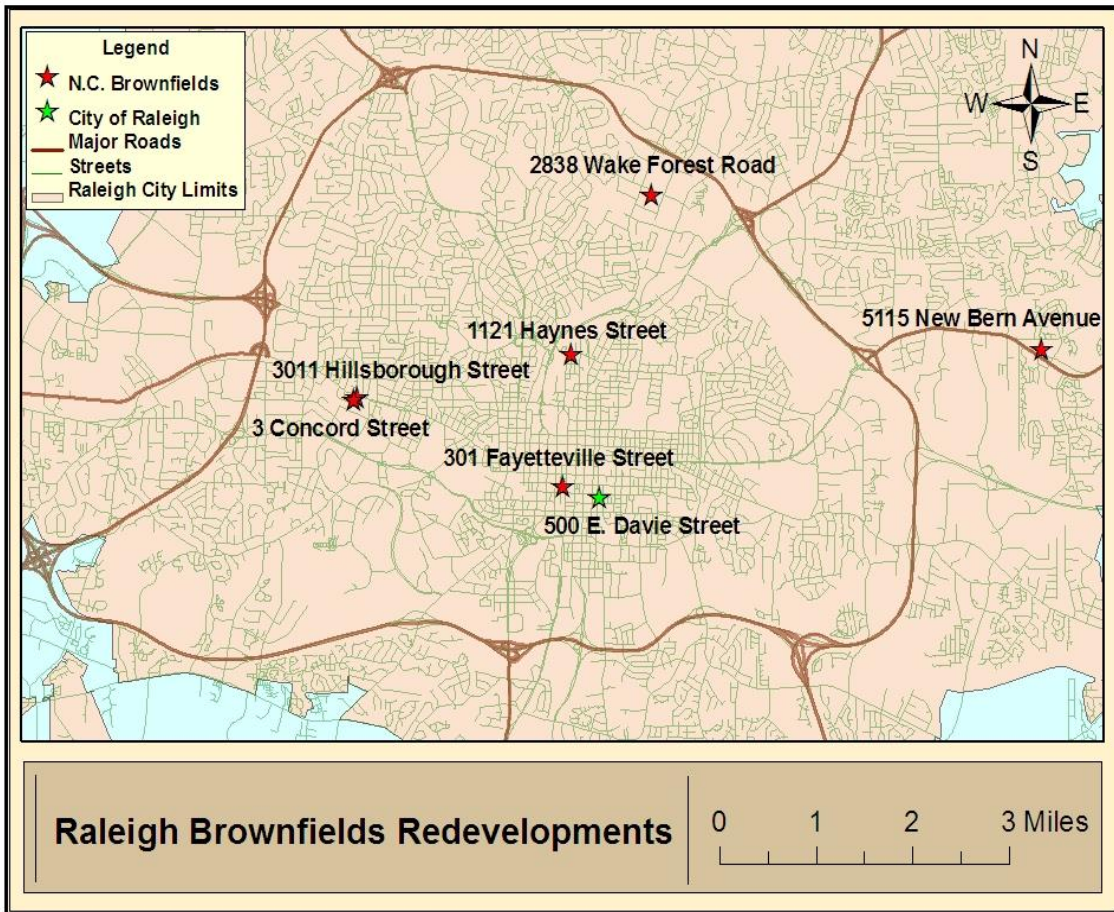 Legend
N.C. Brownfields
City of Raleigh
Major Roads
Streets
Raleigh City Limits
N
W E
S
2838 Wake Forest Road
5115 New Bern Avenue
1121 Haynes Street
3011 Hillsborough Street
3 Concord Street
301 Fayetteville Street
500 E. Davie Street
Raleigh Brownfields Redevelopments
0 1 2 3 Miles